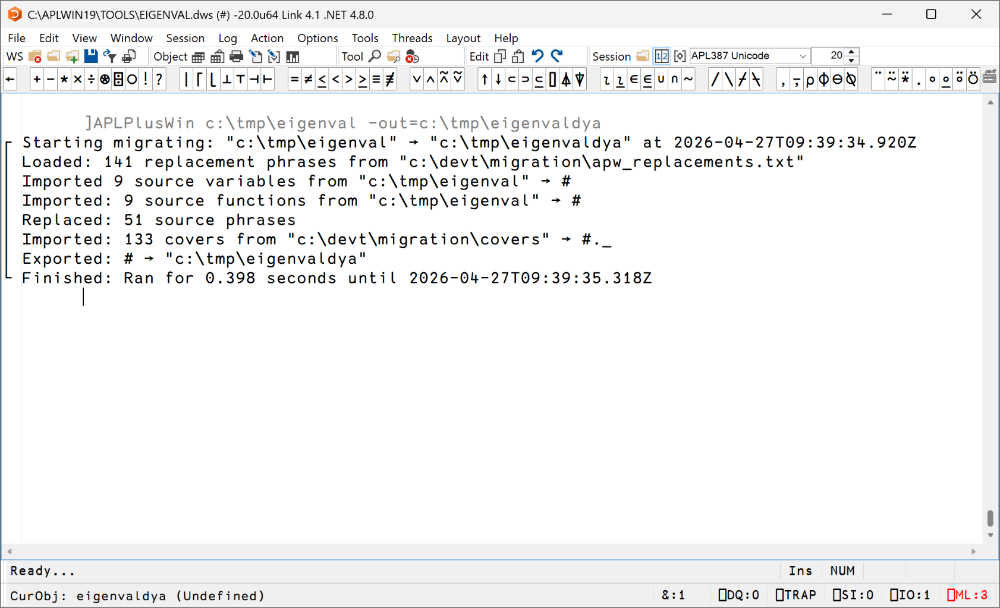 C:\APLWIN19\TOOLS\EIGENVAL.dws (#) -20.0u64 Link 4.1 .NET 4.8.0
File Edit View Window Session Log Action Options Tools Threads Layout Help
WS Object Tool Edit Session APL387 Unicode 20
← + - * × ÷ ⍟ ⌹ ○ ! ? | ⌈ ⌊ ⊥ ⊤ ⊣ ⊢ = ≠ ≤ < > ≥ ≡ ≢ ∨ ∧ ⍲ ⍱ ↑ ↓ ⊂ ⊃ ⊆ ⌷ ⍋ ⍒ ⍳ ⍸ ∊ ⍷ ∪ ∩ ~ / \ ⌿ ⍀ , ⍪ ⍴ ⌽ ⊖ ⍉ ¨ ⍨ ⍣ . ∘ ⍛ ⍤ ⍥
]APLPlusWin c:\tmp\eigenval -out=c:\tmp\eigenvaldya
Starting migrating: "c:\tmp\eigenval" → "c:\tmp\eigenvaldya" at 2026-04-27T09:39:34.920Z
Loaded: 141 replacement phrases from "c:\devt\migration\apw_replacements.txt"
Imported 9 source variables from "c:\tmp\eigenval" → #
Imported: 9 source functions from "c:\tmp\eigenval" → #
Replaced: 51 source phrases
Imported: 133 covers from "c:\devt\migration\covers" → #._
Exported: # → "c:\tmp\eigenvaldya"
Finished: Ran for 0.398 seconds until 2026-04-27T09:39:35.318Z
Ready... Ins NUM
CurObj: eigenvaldya (Undefined) &:1 ⎕DQ:0 ⎕TRAP ⎕SI:0 ⎕IO:1 ⎕ML:3